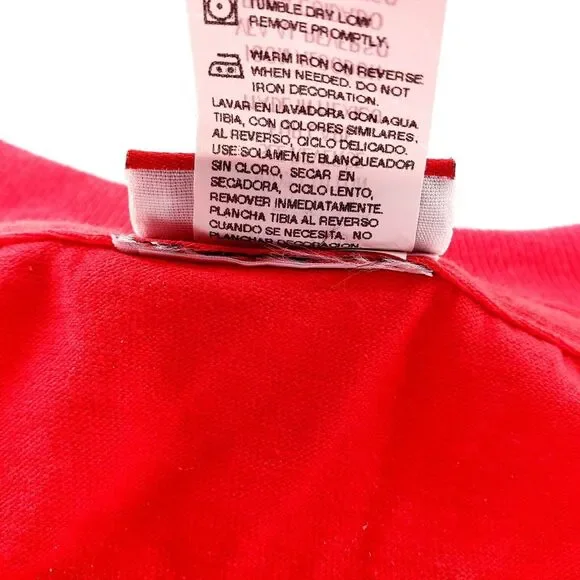 TUMBLE DRY LOW
REMOVE PROMPTLY.
WARM IRON ON REVERSE
WHEN NEEDED. DO NOT
IRON DECORATION.
LAVAR EN LAVADORA CON AGUA
TIBIA, CON COLORES SIMILARES,
AL REVERSO, CICLO DELICADO.
USE SOLAMENTE BLANQUEADOR
SIN CLORO, SECAR EN
SECADORA, CICLO LENTO,
REMOVER INMEDIATAMENTE.
PLANCHA TIBIA AL REVERSO
CUANDO SE NECESITA. NO
PLANCHAR DECORACION